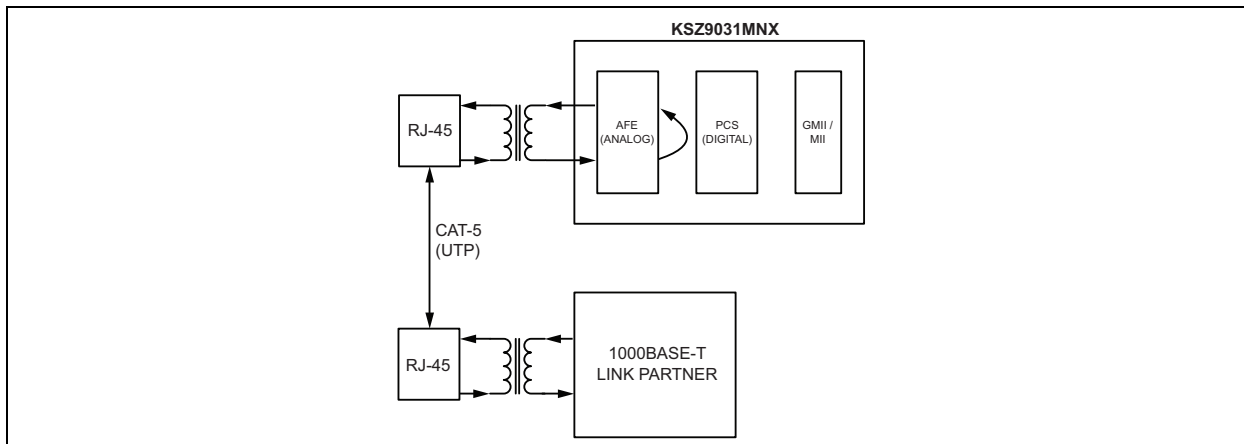 KSZ9031MNX
RJ-45
AFE
(ANALOG)
PCS
(DIGITAL)
GMII /
MII
CAT-5
(UTP)
RJ-45
1000BASE-T
LINK PARTNER